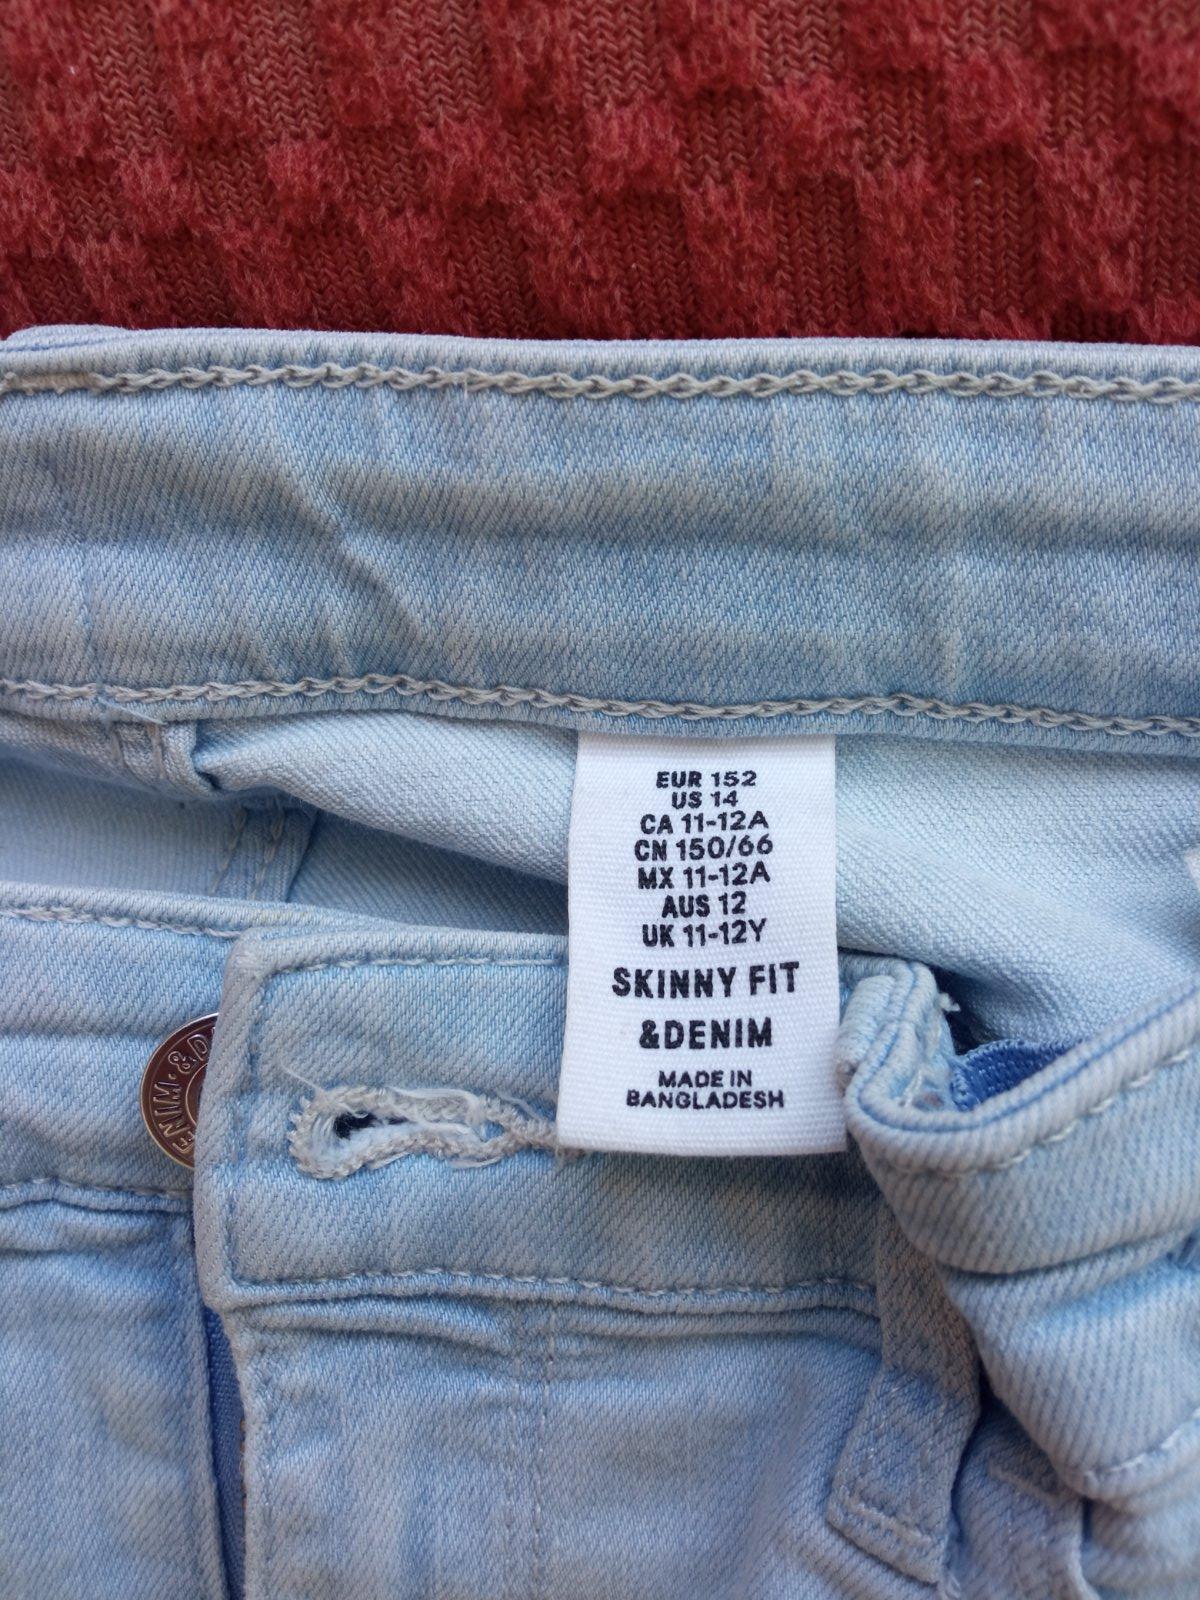 EUR 152
US 14
CA 11-12A
CN 150/66
MX 11-12A
AUS 12
UK 11-12Y
SKINNY FIT
&DENIM
MADE IN
BANGLADESH